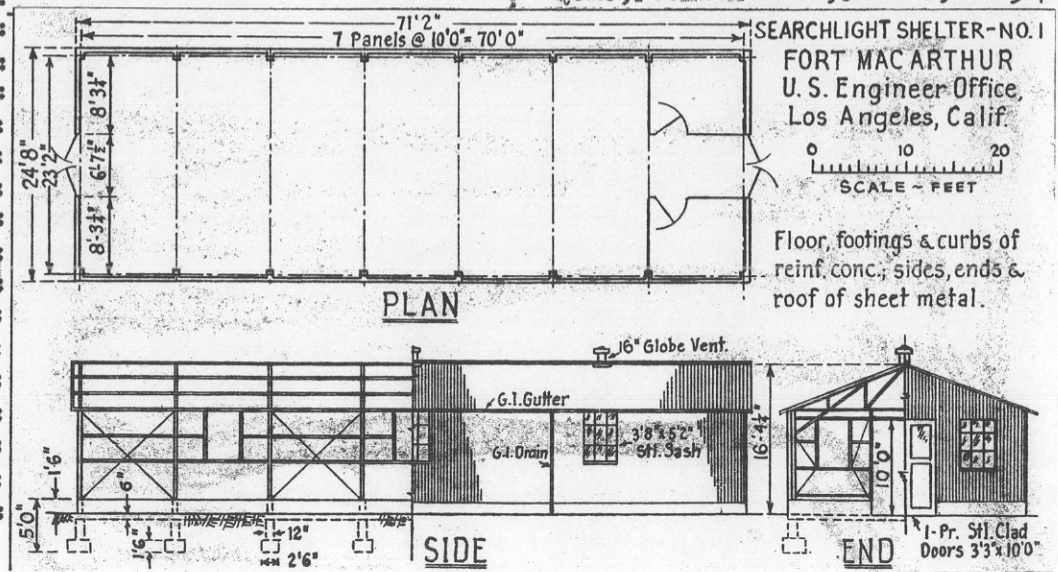 71'2"
7 Panels @ 10'0" = 70'0"
24'8"
23'2"
8'3¾"
6'-7½"
8'-3¾"
PLAN
SEARCHLIGHT SHELTER-NO.1
FORT MAC ARTHUR
U.S. Engineer Office,
Los Angeles, Calif.
0 10 20
SCALE ~ FEET
Floor, footings & curbs of
reinf. conc.; sides, ends &
roof of sheet metal.
16" Globe Vent.
G.I. Gutter
3'8" x 5'2"
Stl. Sash
G.I. Drain
1'6"
6"
5'0"
1'6"
12"
2'6"
SIDE
16'-4½"
10'0"
END
1-Pr. Stl. Clad
Doors 3'3" x 10'0"